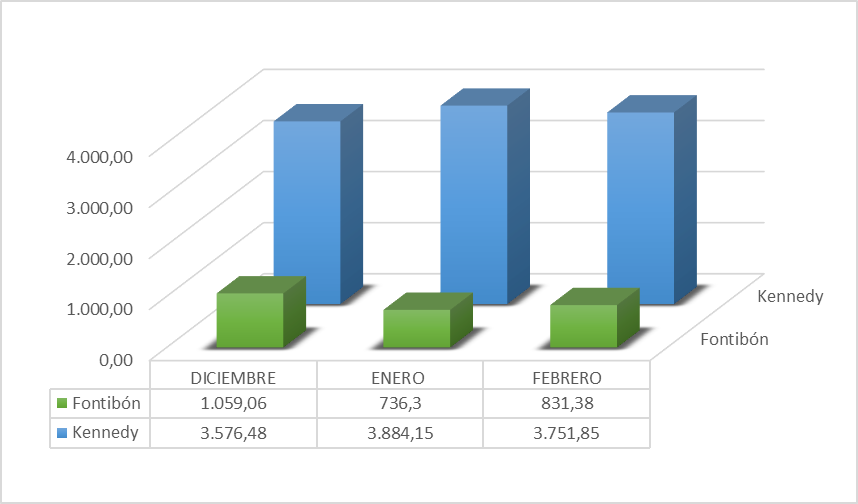 4.000,00
3.000,00
2.000,00
1.000,00
0,00
Kennedy
Fontibón
DICIEMBRE ENERO FEBRERO
Fontibón 1.059,06 736,3 831,38
Kennedy 3.576,48 3.884,15 3.751,85